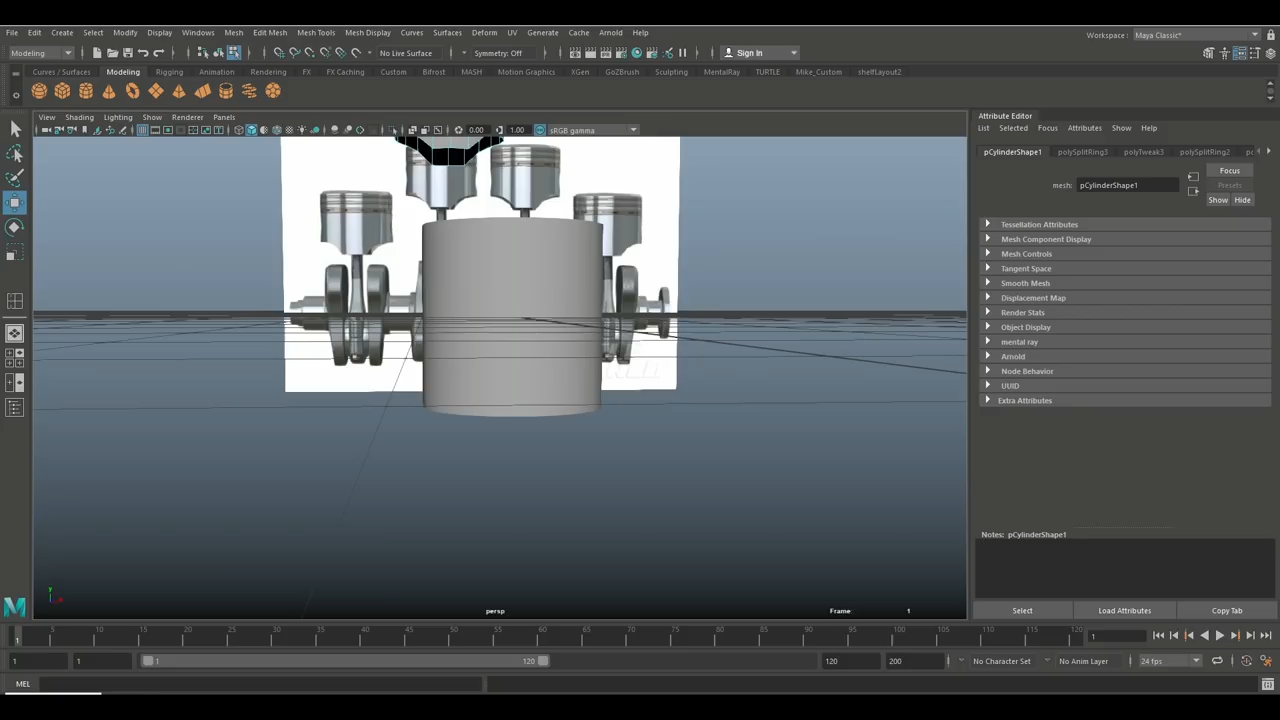 File Edit Create Select Modify Display Windows Mesh Edit Mesh Mesh Tools Mesh Display Curves Surfaces Deform UV Generate Cache Arnold Help
Workspace: Maya Classic*
Modeling No Live Surface Symmetry: Off Sign In
Curves / Surfaces Modeling Rigging Animation Rendering FX FX Caching Custom Bifrost MASH Motion Graphics XGen GoZBrush Sculpting MentalRay TURTLE Mike_Custom shelfLayout2
View Shading Lighting Show Renderer Panels
0.00 1.00 sRGB gamma
Attribute Editor
List Selected Focus Attributes Show Help
pCylinderShape1 polySplitRing3 polyTweak3 polySplitRing2
Focus
mesh: pCylinderShape1 Presets
Show Hide
Tessellation Attributes
Mesh Component Display
Mesh Controls
Tangent Space
Smooth Mesh
Displacement Map
Render Stats
Object Display
mental ray
Arnold
Node Behavior
UUID
Extra Attributes
Notes: pCylinderShape1
Select Load Attributes Copy Tab
y
persp
Frame: 1
1 5 10 15 20 25 30 35 40 45 50 55 60 65 70 75 80 85 90 95 100 105 110 115 120 1
1 1 1 120 120 200 No Character Set No Anim Layer 24 fps
MEL